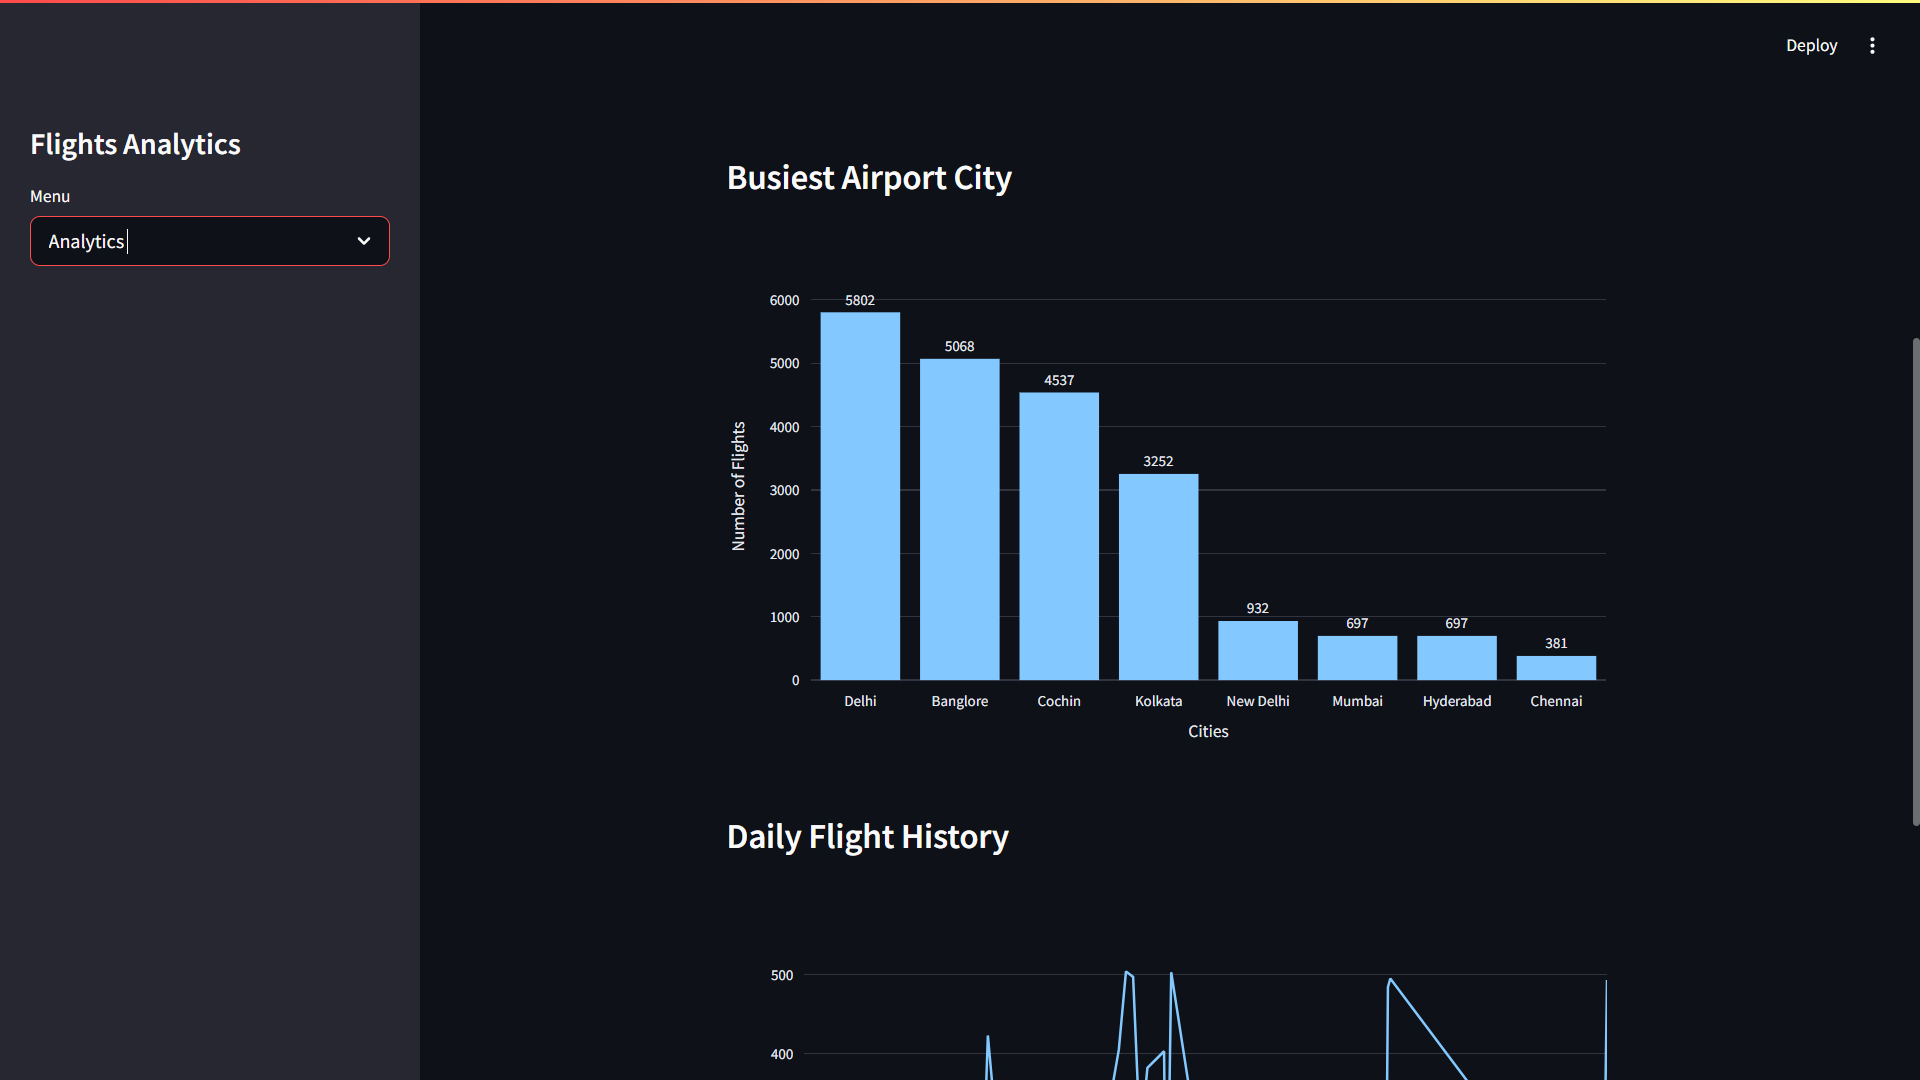 Deploy
Flights Analytics
Menu
Analytics
Busiest Airport City
Number of Flights
6000
5000
4000
3000
2000
1000
0
5802
5068
4537
3252
932
697
697
381
Delhi
Banglore
Cochin
Kolkata
New Delhi
Mumbai
Hyderabad
Chennai
Cities
Daily Flight History
500
400